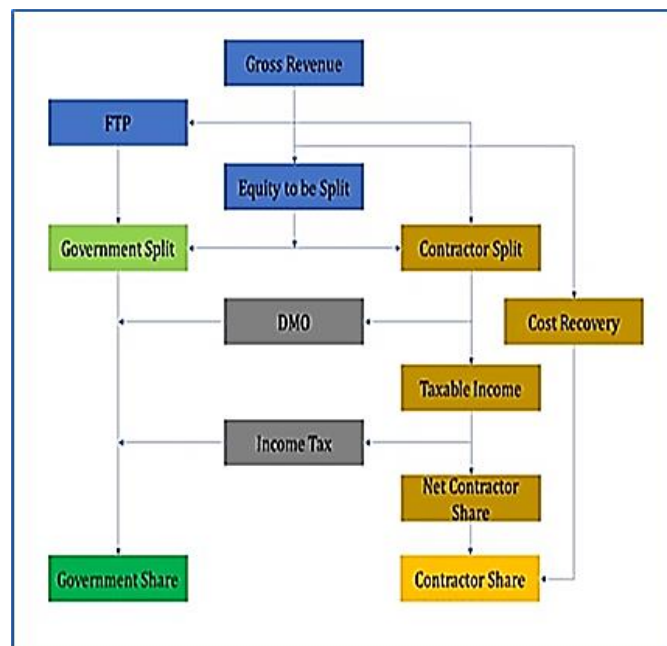 Gross Revenue
FTP
Equity to be Split
Government Split
Contractor Split
DMO
Cost Recovery
Taxable Income
Income Tax
Net Contractor
Share
Government Share
Contractor Share